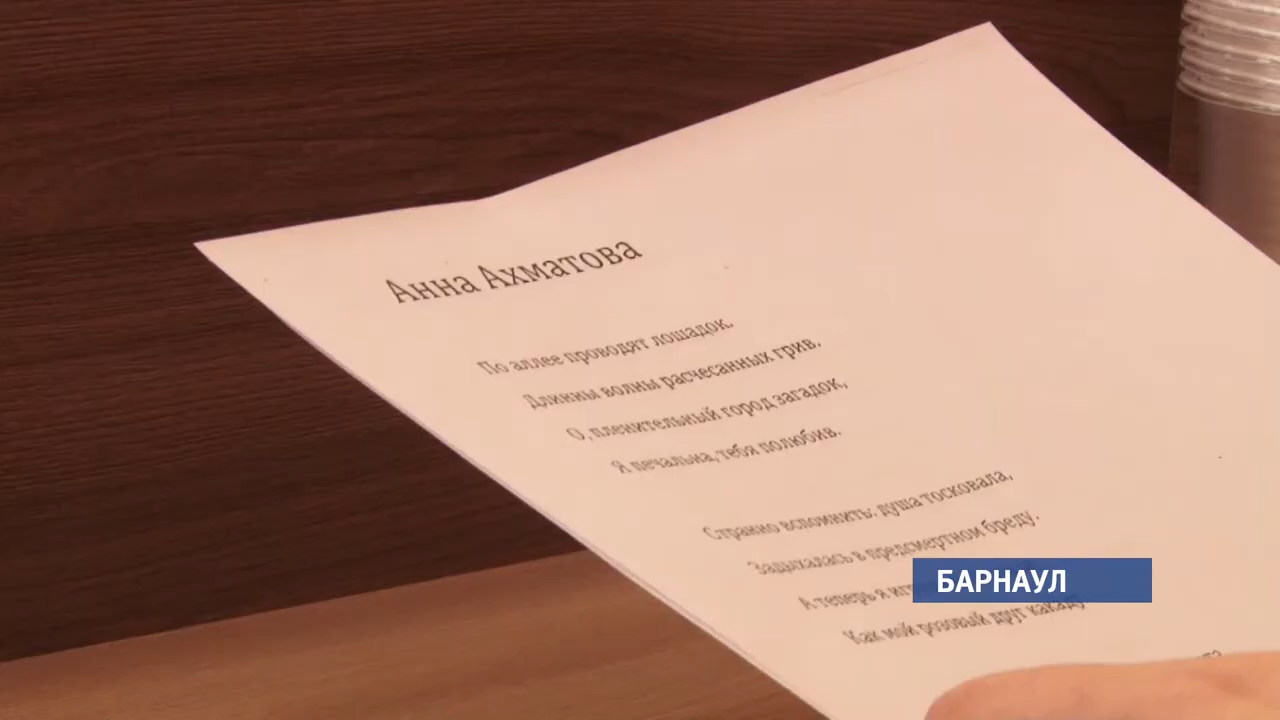 Анна Ахматова
По аллее проводят лошадок.
Длинны волны расчесанных грив.
О, пленительный город загадок,
Я печальна, тебя полюбив.
Странно вспомнить: душа тосковала,
Задыхалась в предсмертном бреду.
А теперь я
Как мой розовый друг какаду
БАРНАУЛ